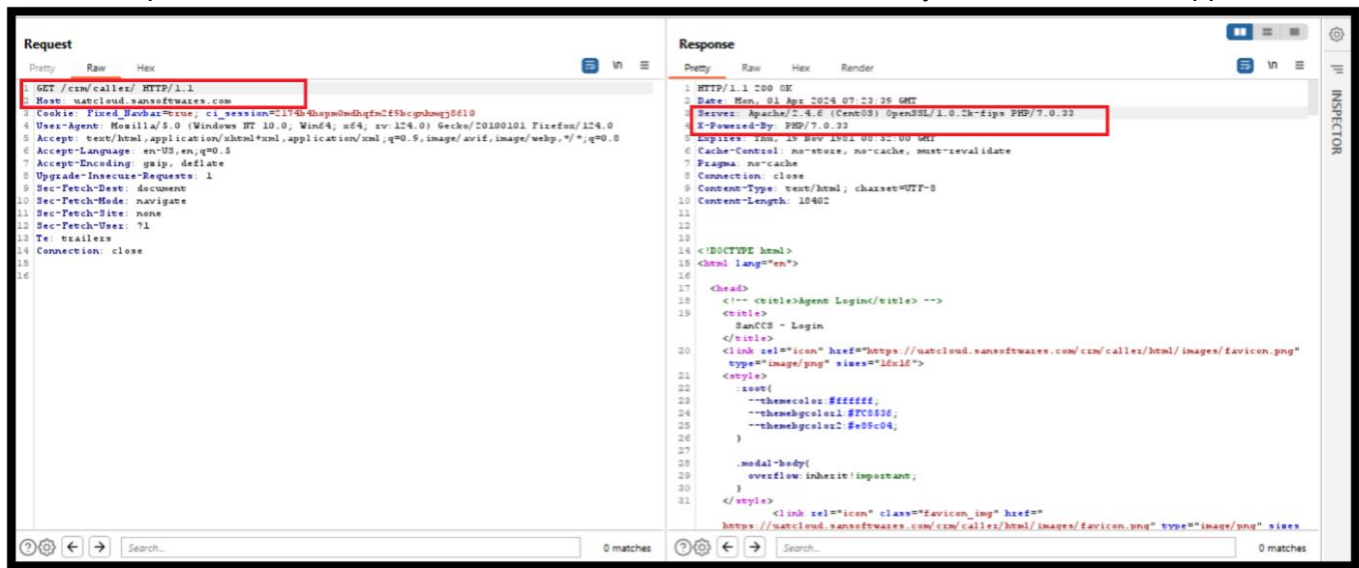 Request
Pretty Raw Hex
\n
1 GET /crm/caller/ HTTP/1.1
2 Host: uatcloud.sansoftwares.com
3 Cookie: Fixed_Navbar=true;
4 User-Agent: Mozilla/5.0 (Windows NT 10.0; Win64; x64; rv:124.0) Gecko/20100101 Firefox/124.0
5 Accept: text/html,application/xhtml+xml,application/xml;q=0.9,image/avif,image/webp,*/*;q=0.8
6 Accept-Language: en-US,en;q=0.5
7 Accept-Encoding: gzip, deflate
8 Upgrade-Insecure-Requests: 1
9 Sec-Fetch-Dest: document
10 Sec-Fetch-Mode: navigate
11 Sec-Fetch-Site: none
12 Sec-Fetch-User: ?1
13 Te: trailers
14 Connection: close
15
16
Search...
0 matches
Response
Pretty Raw Hex Render
\n
1 HTTP/1.1 200 OK
2 Date: Mon, 01 Apr 2024 07:23:39 GMT
3 Server: Apache/2.4.6 (CentOS) OpenSSL/1.0.2k-fips PHP/7.0.33
4 X-Powered-By: PHP/7.0.33
5 Expires: Thu, 19 Nov 1981 08:52:00 GMT
6 Cache-Control: no-store, no-cache, must-revalidate
7 Pragma: no-cache
8 Connection: close
9 Content-Type: text/html; charset=UTF-8
10 Content-Length: 18402
11
12
13
14 <!DOCTYPE html>
15 <html lang="en">
16
17 <head>
18 <!-- <title>Agent Login</title> -->
19 <title>
SanCCS - Login
</title>
20 <link rel="icon" href="https://uatcloud.sansoftwares.com/crm/caller/html/images/favicon.png"
type="image/png" sizes="16x16">
21 <style>
22 :root{
23 --themecolor:#ffffff;
24 --themebgcolor1:#FC8536;
25 --themebgcolor2:#e89c04;
26 }
27
28 .modal-body{
29 overflow:inherit!important;
30 }
31 </style>
<link rel="icon" class="favicon_img" href="
https://uatcloud.sansoftwares.com/crm/caller/html/images/favicon.png" type="image/png" sizes
Search...
0 matches
INSPECTOR